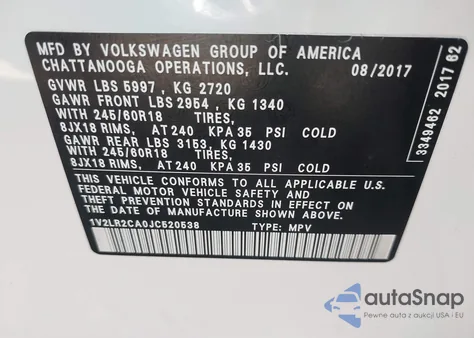 MFD BY VOLKSWAGEN GROUP OF AMERICA
CHATTANOOGA OPERATIONS, LLC. 08/2017
GVWR LBS 5997 , KG 2720
GAWR FRONT LBS 2954 , KG 1340
WITH 245/60R18 TIRES,
8JX18 RIMS, AT 240 KPA 35 PSI COLD
GAWR REAR LBS 3153, KG 1430
WITH 245/60R18 TIRES,
8JX18 RIMS, AT 240 KPA 35 PSI COLD
THIS VEHICLE CONFORMS TO ALL APPLICABLE U.S.
FEDERAL MOTOR VEHICLE SAFETY AND
THEFT PREVENTION STANDARDS IN EFFECT ON
THE DATE OF MANUFACTURE SHOWN ABOVE
1V2LR2CA0JC520538 TYPE: MPV
3349462 2017 62
autoSnap
Pewne auta z aukcji USA i EU